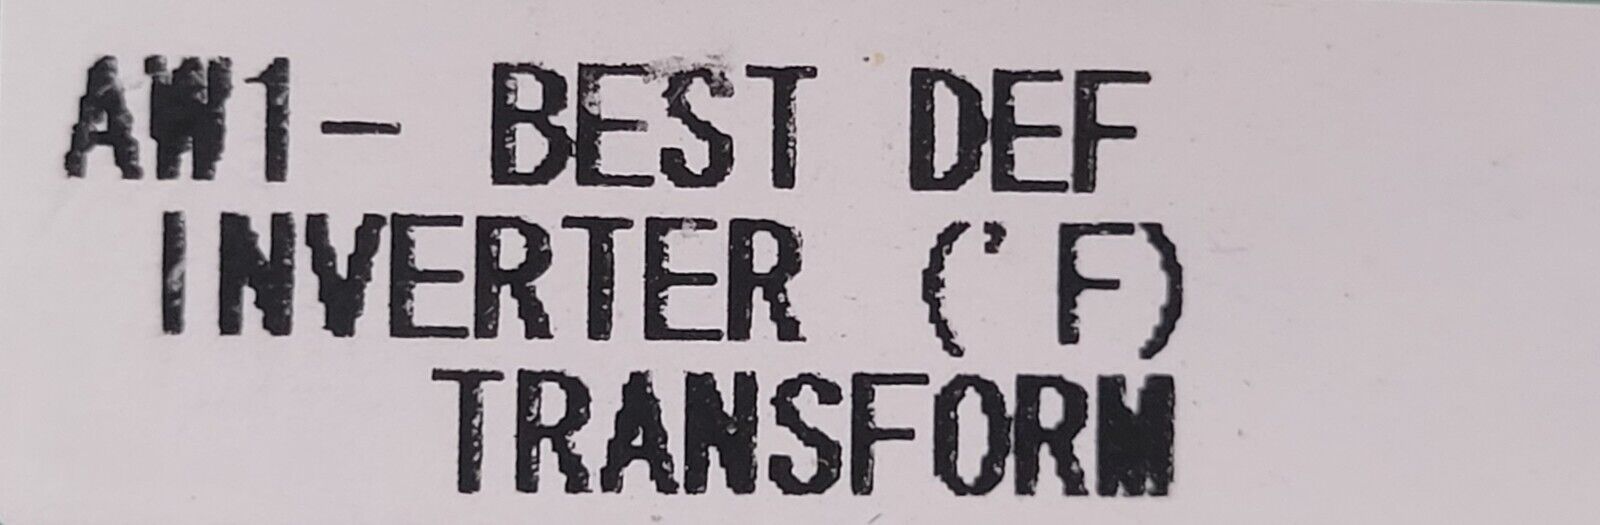 AW1- BEST DEF
INVERTER (' F)
TRANSFORM